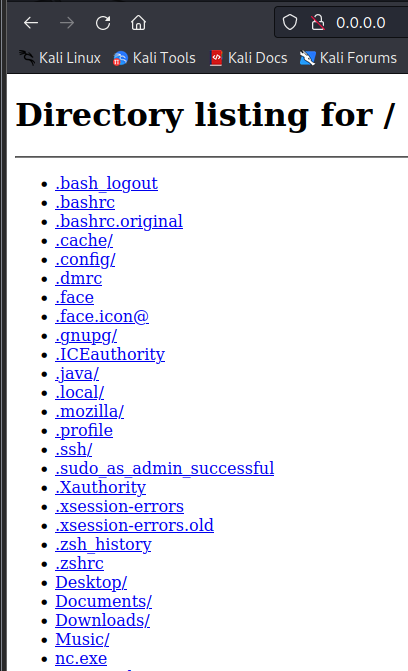 0.0.0.0
Kali Linux Kali Tools Kali Docs Kali Forums
Directory listing for /
.bash_logout
.bashrc
.bashrc.original
.cache/
.config/
.dmrc
.face
.face.icon@
.gnupg/
.ICEauthority
.java/
.local/
.mozilla/
.profile
.ssh/
.sudo_as_admin_successful
.Xauthority
.xsession-errors
.xsession-errors.old
.zsh_history
.zshrc
Desktop/
Documents/
Downloads/
Music/
nc.exe